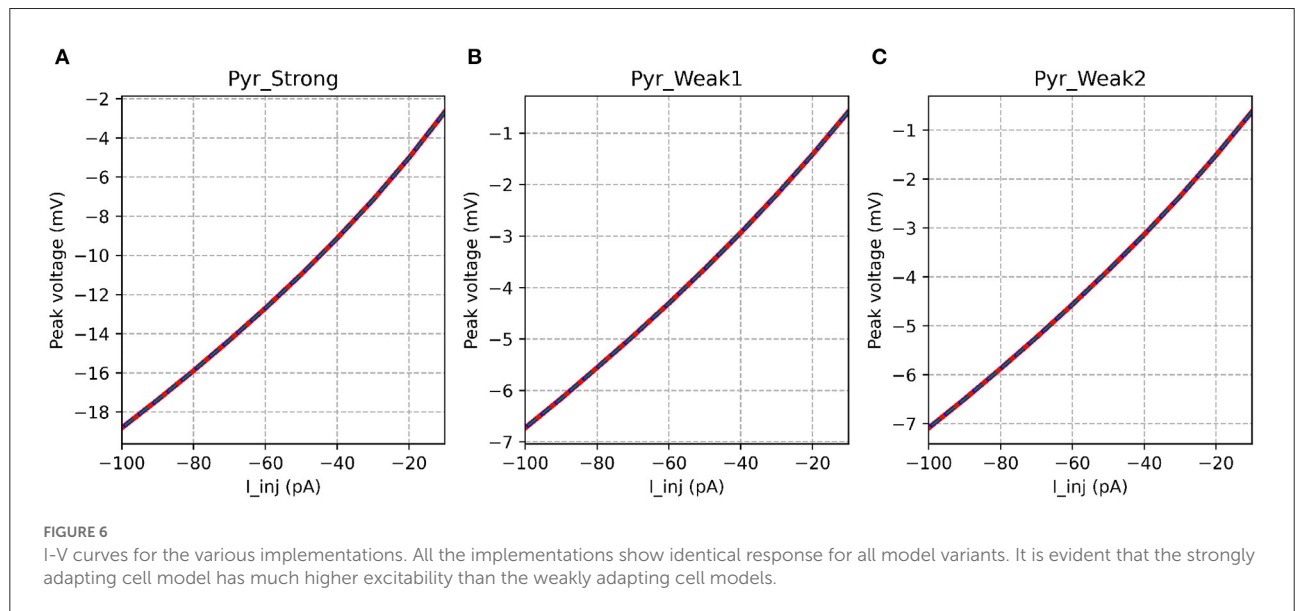 A
Pyr_Strong
−2
−4
−6
−8
−10
−12
−14
−16
−18
Peak voltage (mV)
−100
−80
−60
−40
−20
I_inj (pA)
B
Pyr_Weak1
−1
−2
−3
−4
−5
−6
−7
Peak voltage (mV)
−100
−80
−60
−40
−20
I_inj (pA)
C
Pyr_Weak2
−1
−2
−3
−4
−5
−6
−7
Peak voltage (mV)
−100
−80
−60
−40
−20
I_inj (pA)
FIGURE 6
I-V curves for the various implementations. All the implementations show identical response for all model variants. It is evident that the strongly
adapting cell model has much higher excitability than the weakly adapting cell models.